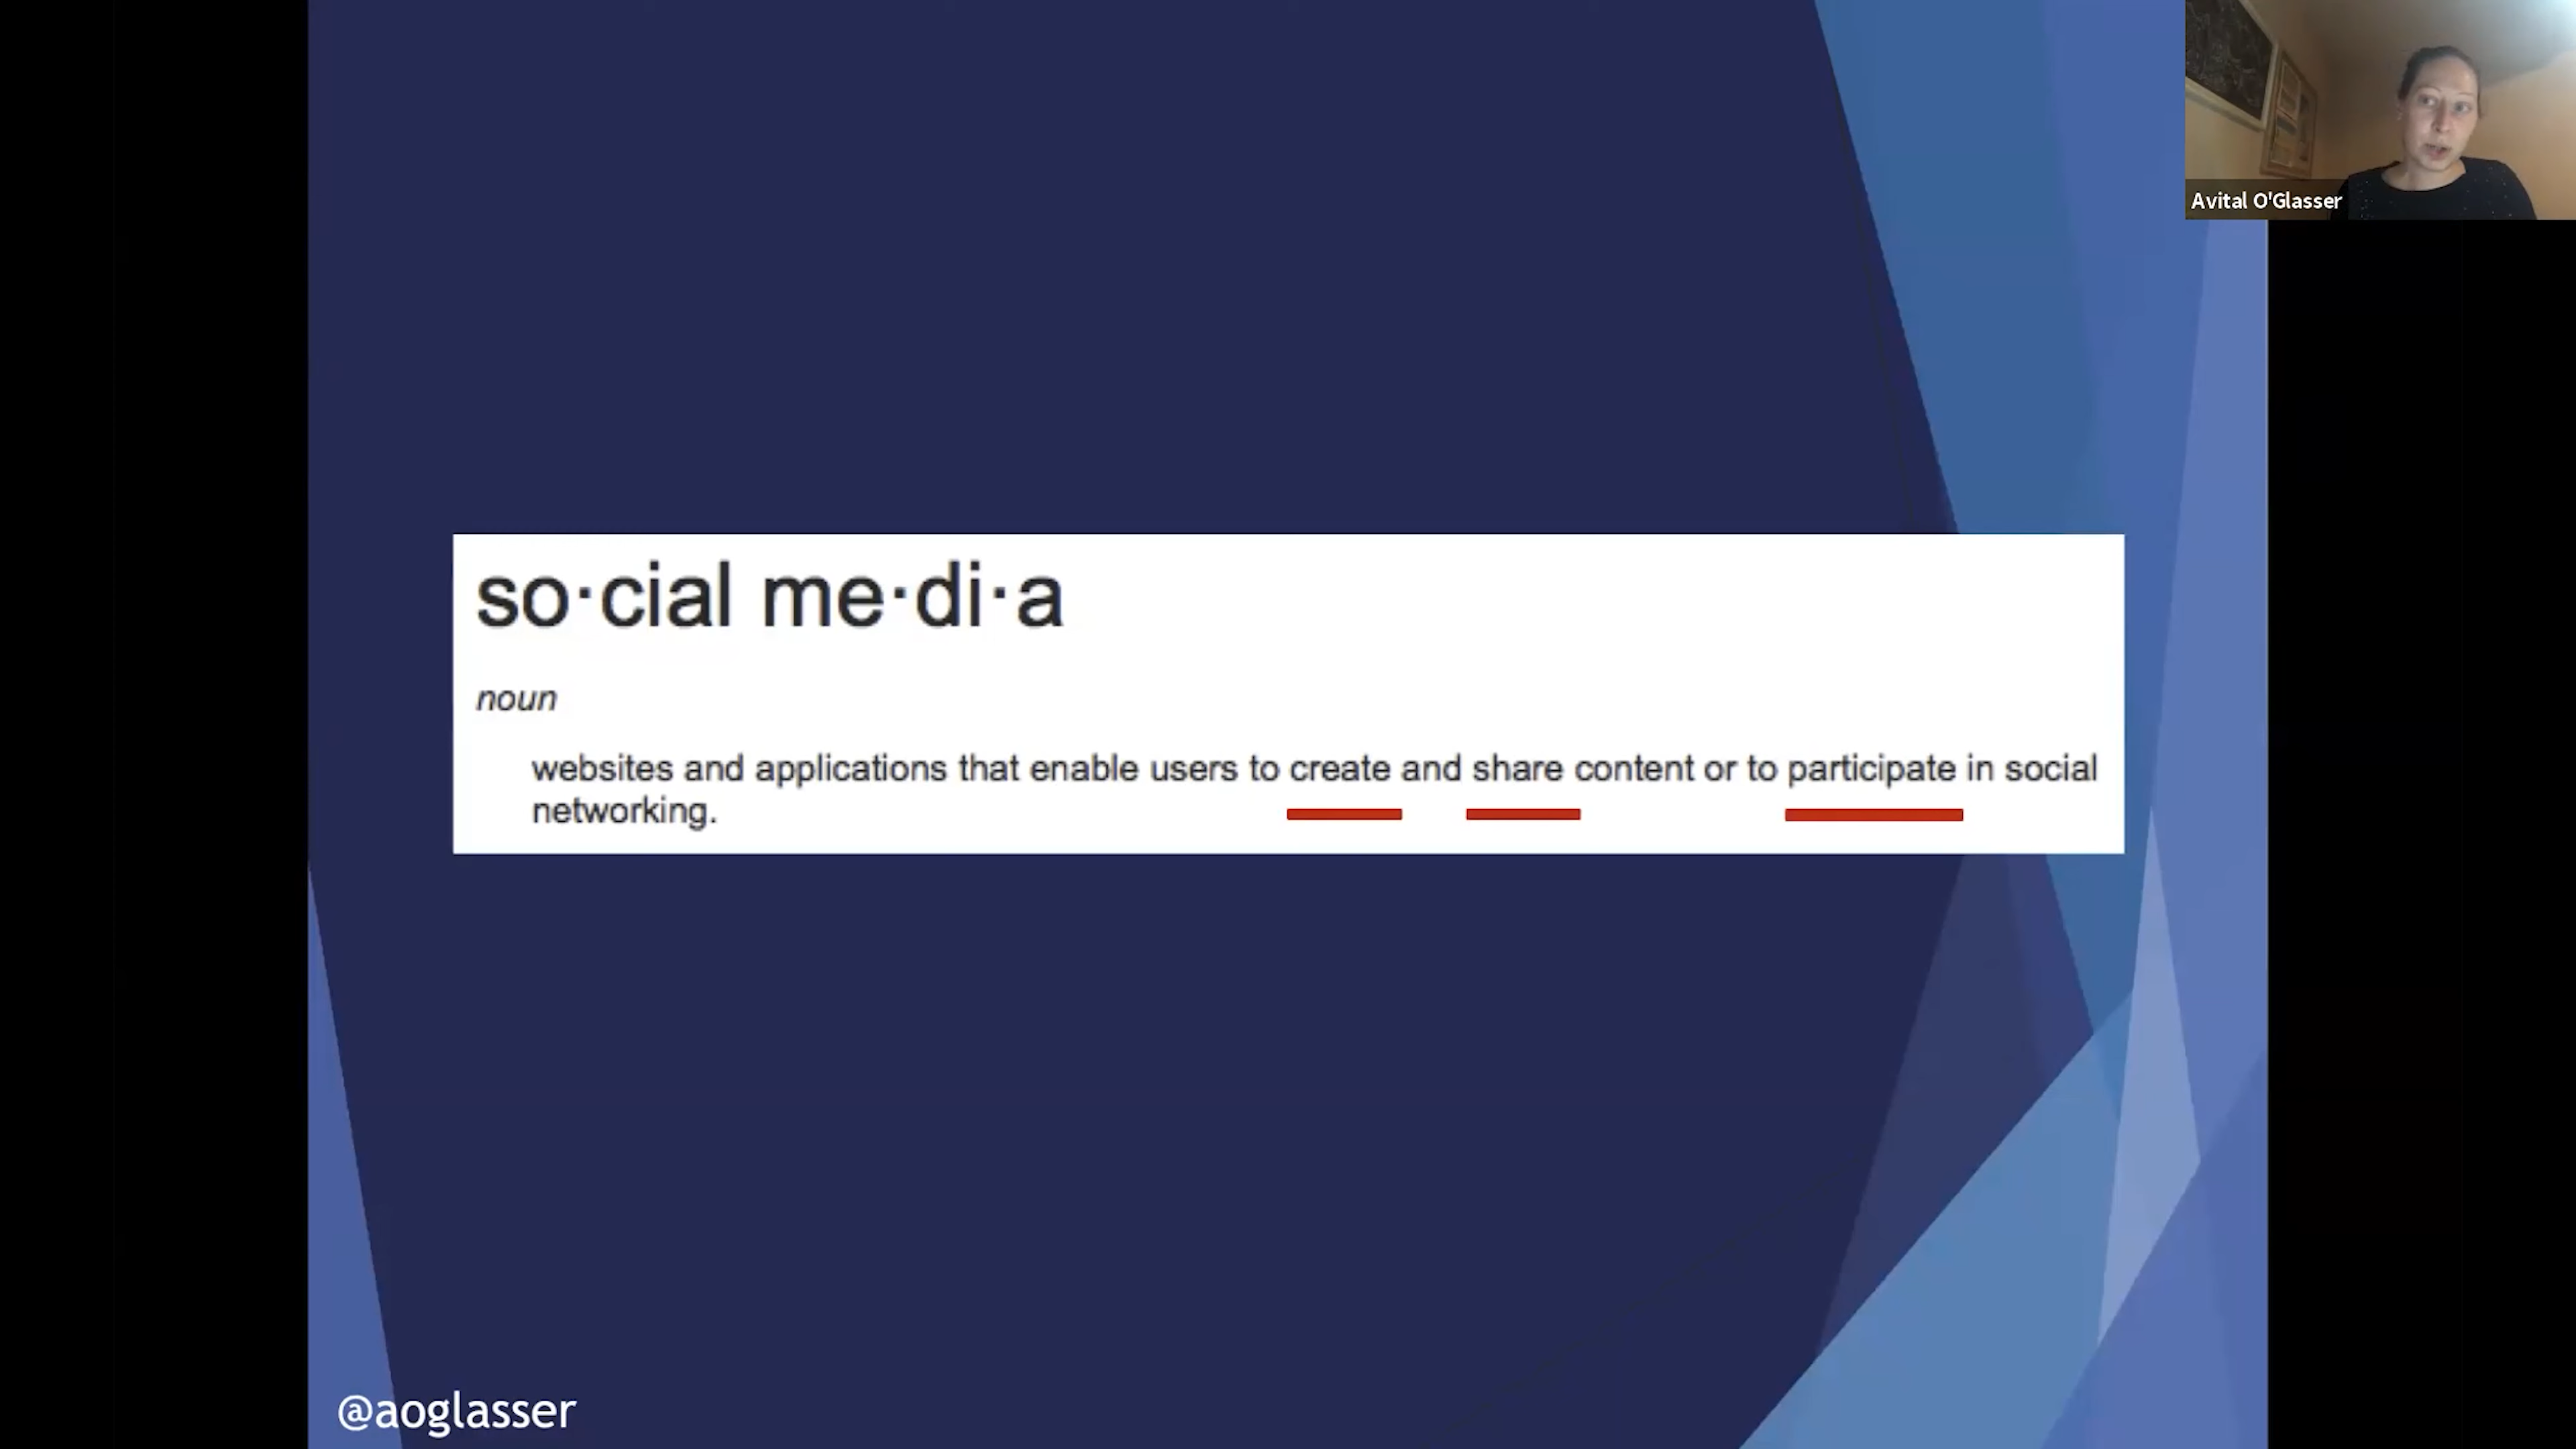 Avital O'Glasser
so·cial me·di·a
noun
websites and applications that enable users to create and share content or to participate in social
networking.
@aoglasser